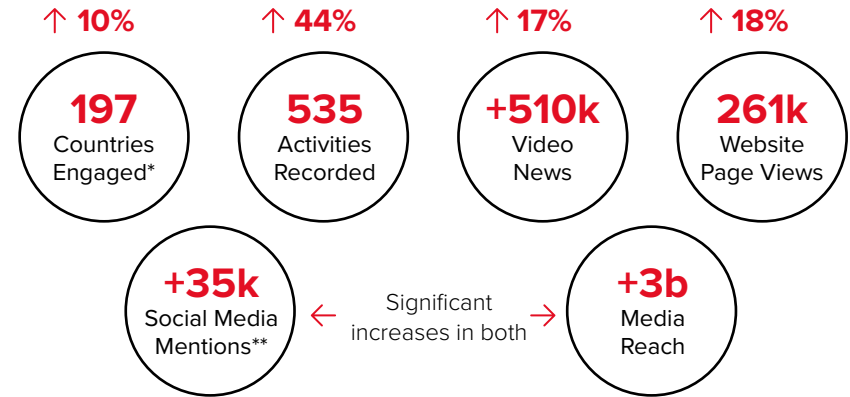 ↑ 10%
↑ 44%
↑ 17%
↑ 18%
197
Countries
Engaged*
535
Activities
Recorded
+510k
Video
News
261k
Website
Page Views
+35k
Social Media
Mentions**
← Significant →
increases in both
+3b
Media
Reach